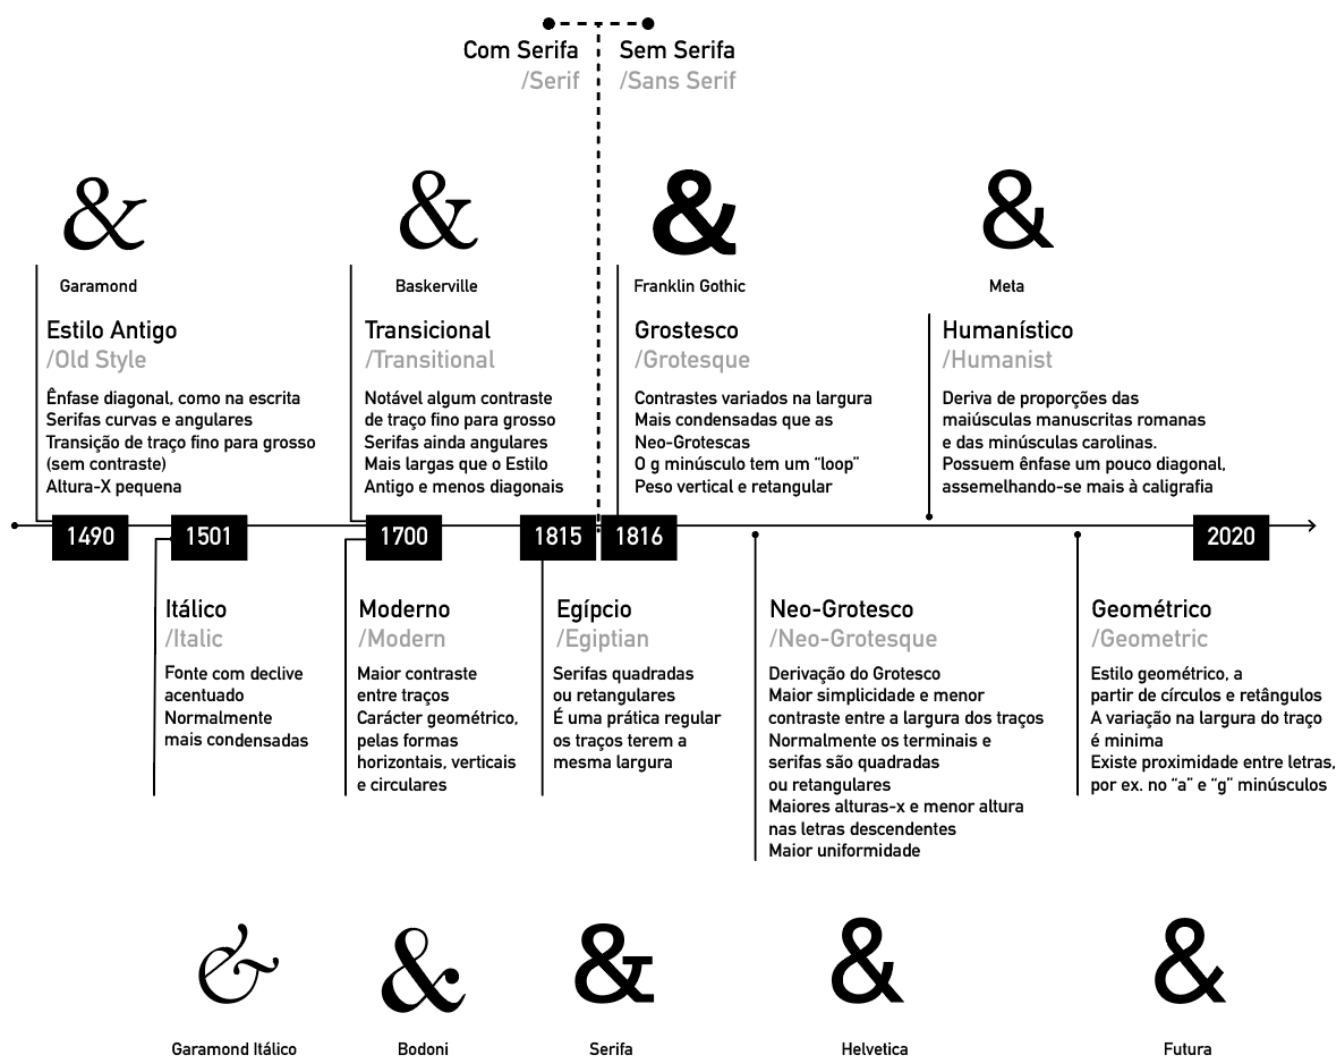 Com Serifa
/Serif
Sem Serifa
/Sans Serif
&
Garamond
Estilo Antigo
/Old Style
Ênfase diagonal, como na escrita
Serifas curvas e angulares
Transição de traço fino para grosso
(sem contraste)
Altura-X pequena
&
Baskerville
Transicional
/Transitional
Notável algum contraste
de traço fino para grosso
Serifas ainda angulares
Mais largas que o Estilo
Antigo e menos diagonais
&
Franklin Gothic
Grostesco
/Grotesque
Contrastes variados na largura
Mais condensadas que as
Neo-Grotescas
O g minúsculo tem um “loop”
Peso vertical e retangular
&
Meta
Humanístico
/Humanist
Deriva de proporções das
maiúsculas manuscritas romanas
e das minúsculas carolinas.
Possuem ênfase um pouco diagonal,
assemelhando-se mais à caligrafia
1490
1501
1700
1815
1816
2020
Itálico
/Italic
Fonte com declive
acentuado
Normalmente
mais condensadas
&
Garamond Itálico
Moderno
/Modern
Maior contraste
entre traços
Carácter geométrico,
pelas formas
horizontais, verticais
e circulares
&
Bodoni
Egípcio
/Egiptian
Serifas quadradas
ou retangulares
É uma prática regular
os traços terem a
mesma largura
&
Serifa
Neo-Grotesco
/Neo-Grotesque
Derivação do Grotesco
Maior simplicidade e menor
contraste entre a largura dos traços
Normalmente os terminais e
serifas são quadradas
ou retangulares
Maiores alturas-x e menor altura
nas letras descendentes
Maior uniformidade
&
Helvetica
Geométrico
/Geometric
Estilo geométrico, a
partir de círculos e retângulos
A variação na largura do traço
é minima
Existe proximidade entre letras,
por ex. no “a” e “g” minúsculos
&
Futura